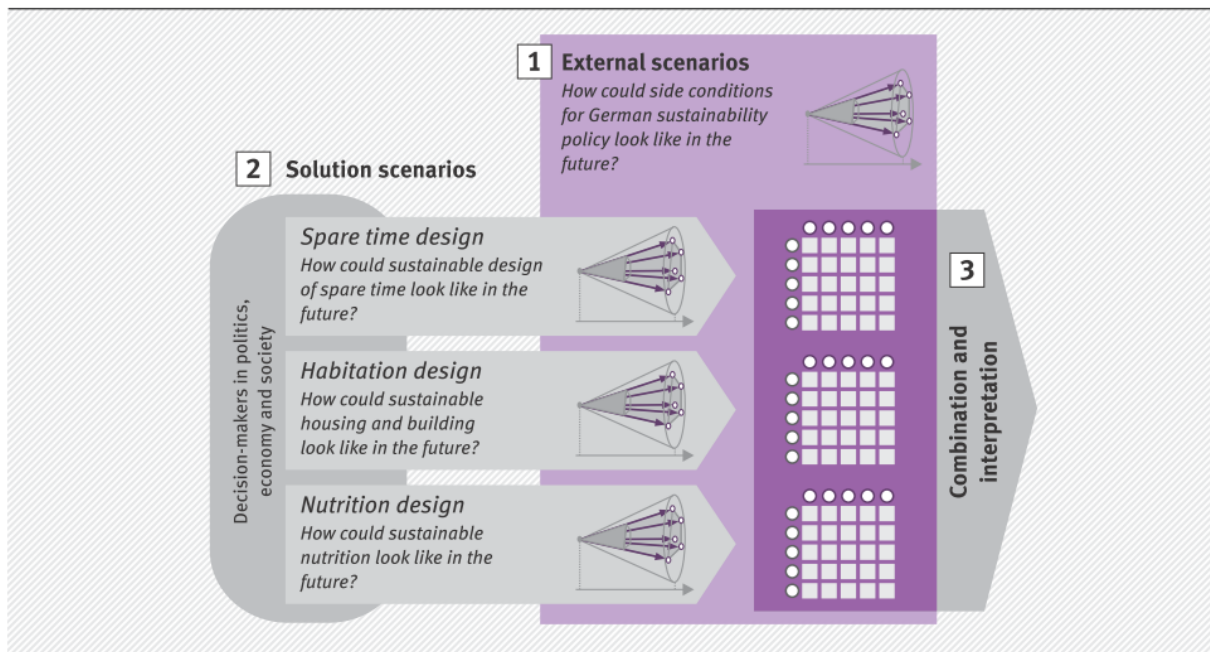 1
External scenarios
How could side conditions
for German sustainability
policy look like in the
future?
2
Solution scenarios
Decision-makers in politics,
economy and society
Spare time design
How could sustainable design
of spare time look like in the
future?
Habitation design
How could sustainable
housing and building
look like in the future?
Nutrition design
How could sustainable
nutrition look like in the
future?
3
Combination and
interpretation